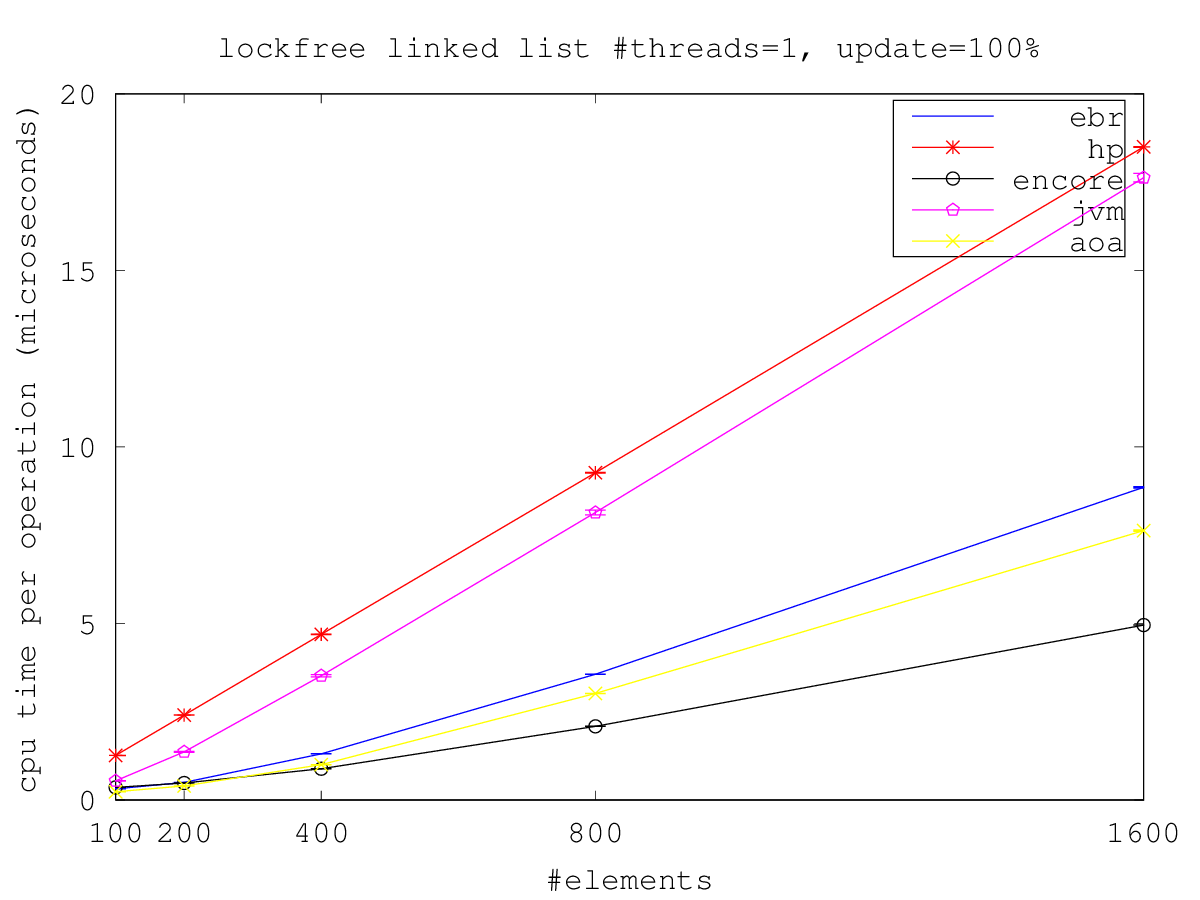 lockfree linked list #threads=1, update=100%
20
15
10
5
0
cpu time per operation (microseconds)
ebr
hp
encore
jvm
aoa
100 200 400 800 1600
#elements